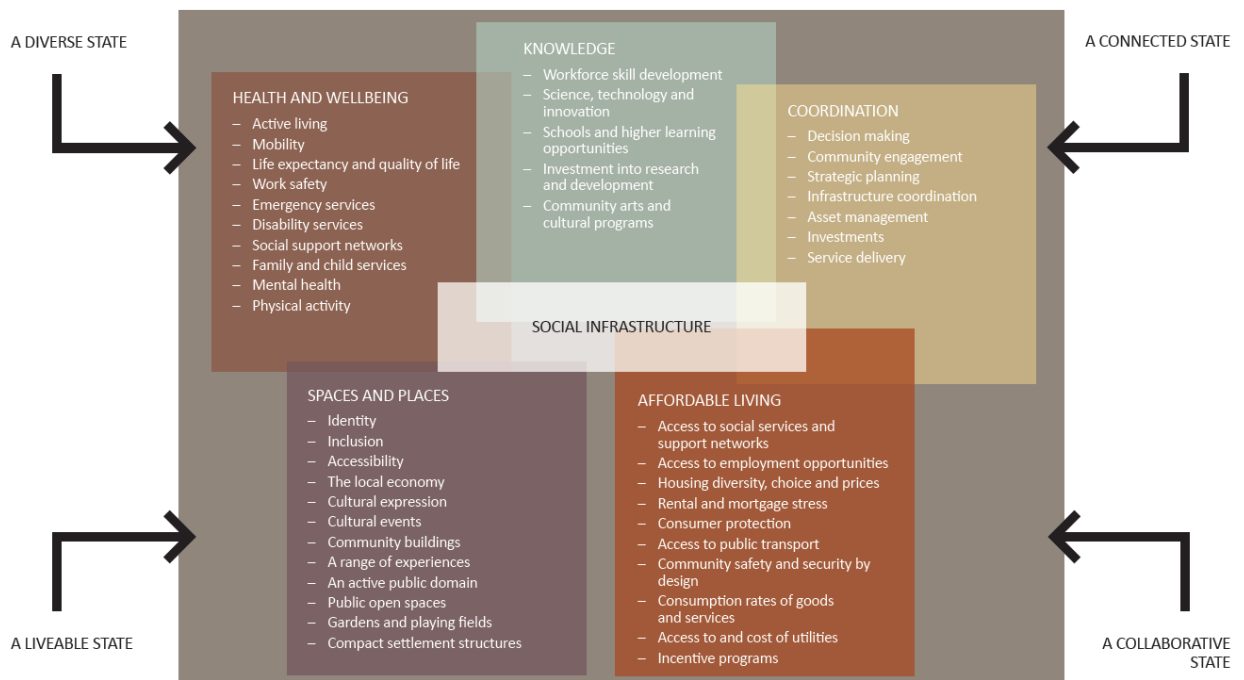 A DIVERSE STATE
A CONNECTED STATE
HEALTH AND WELLBEING
– Active living
– Mobility
– Life expectancy and quality of life
– Work safety
– Emergency services
– Disability services
– Social support networks
– Family and child services
– Mental health
– Physical activity
KNOWLEDGE
– Workforce skill development
– Science, technology and
innovation
– Schools and higher learning
opportunities
– Investment into research
and development
– Community arts and
cultural programs
COORDINATION
– Decision making
– Community engagement
– Strategic planning
– Infrastructure coordination
– Asset management
– Investments
– Service delivery
SOCIAL INFRASTRUCTURE
SPACES AND PLACES
– Identity
– Inclusion
– Accessibility
– The local economy
– Cultural expression
– Cultural events
– Community buildings
– A range of experiences
– An active public domain
– Public open spaces
– Gardens and playing fields
– Compact settlement structures
AFFORDABLE LIVING
– Access to social services and
support networks
– Access to employment opportunities
– Housing diversity, choice and prices
– Rental and mortgage stress
– Consumer protection
– Access to public transport
– Community safety and security by
design
– Consumption rates of goods
and services
– Access to and cost of utilities
– Incentive programs
A LIVEABLE STATE
A COLLABORATIVE
STATE